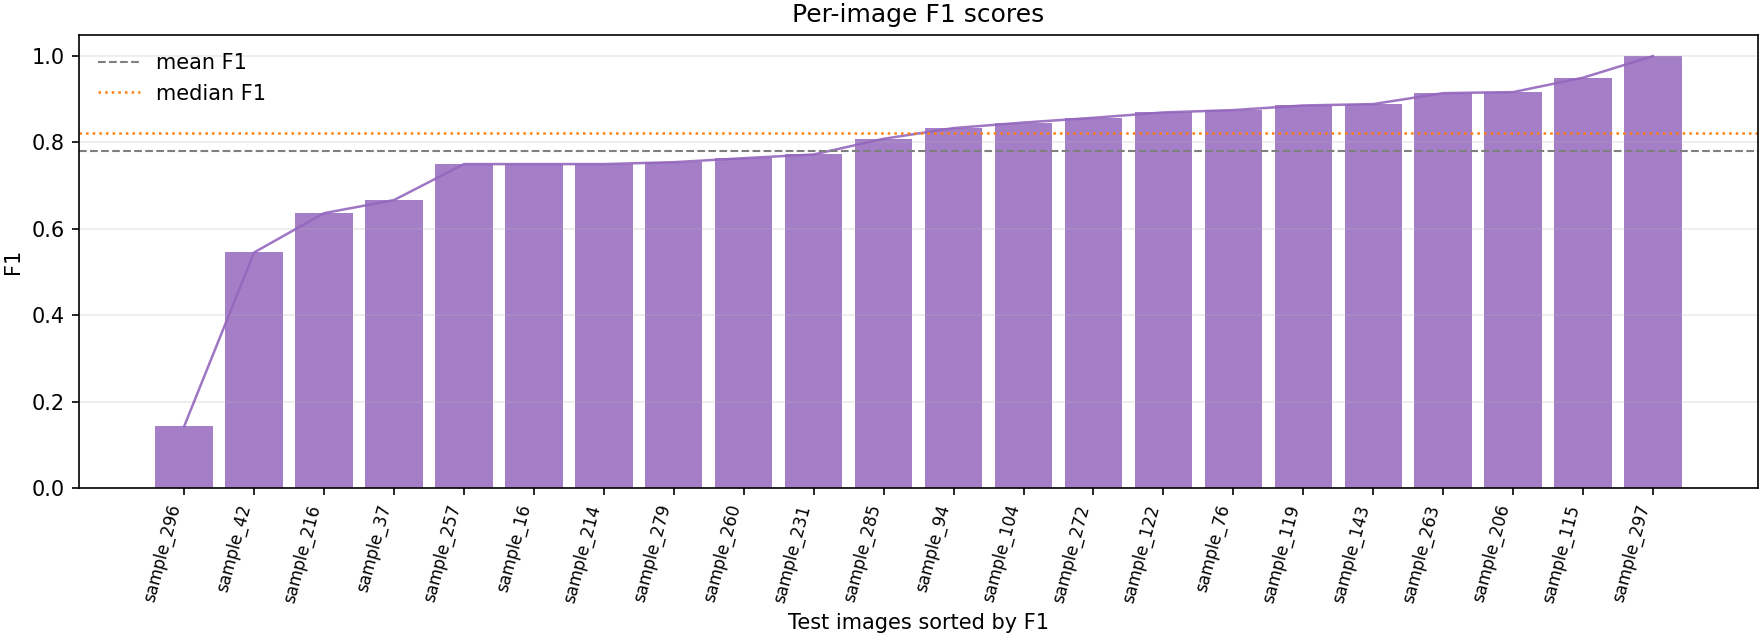 Per-image F1 scores
mean F1
median F1
F1
1.0
0.8
0.6
0.4
0.2
0.0
sample_296
sample_42
sample_216
sample_37
sample_257
sample_16
sample_214
sample_279
sample_260
sample_231
sample_285
sample_94
sample_104
sample_272
sample_122
sample_76
sample_119
sample_143
sample_263
sample_206
sample_115
sample_297
Test images sorted by F1